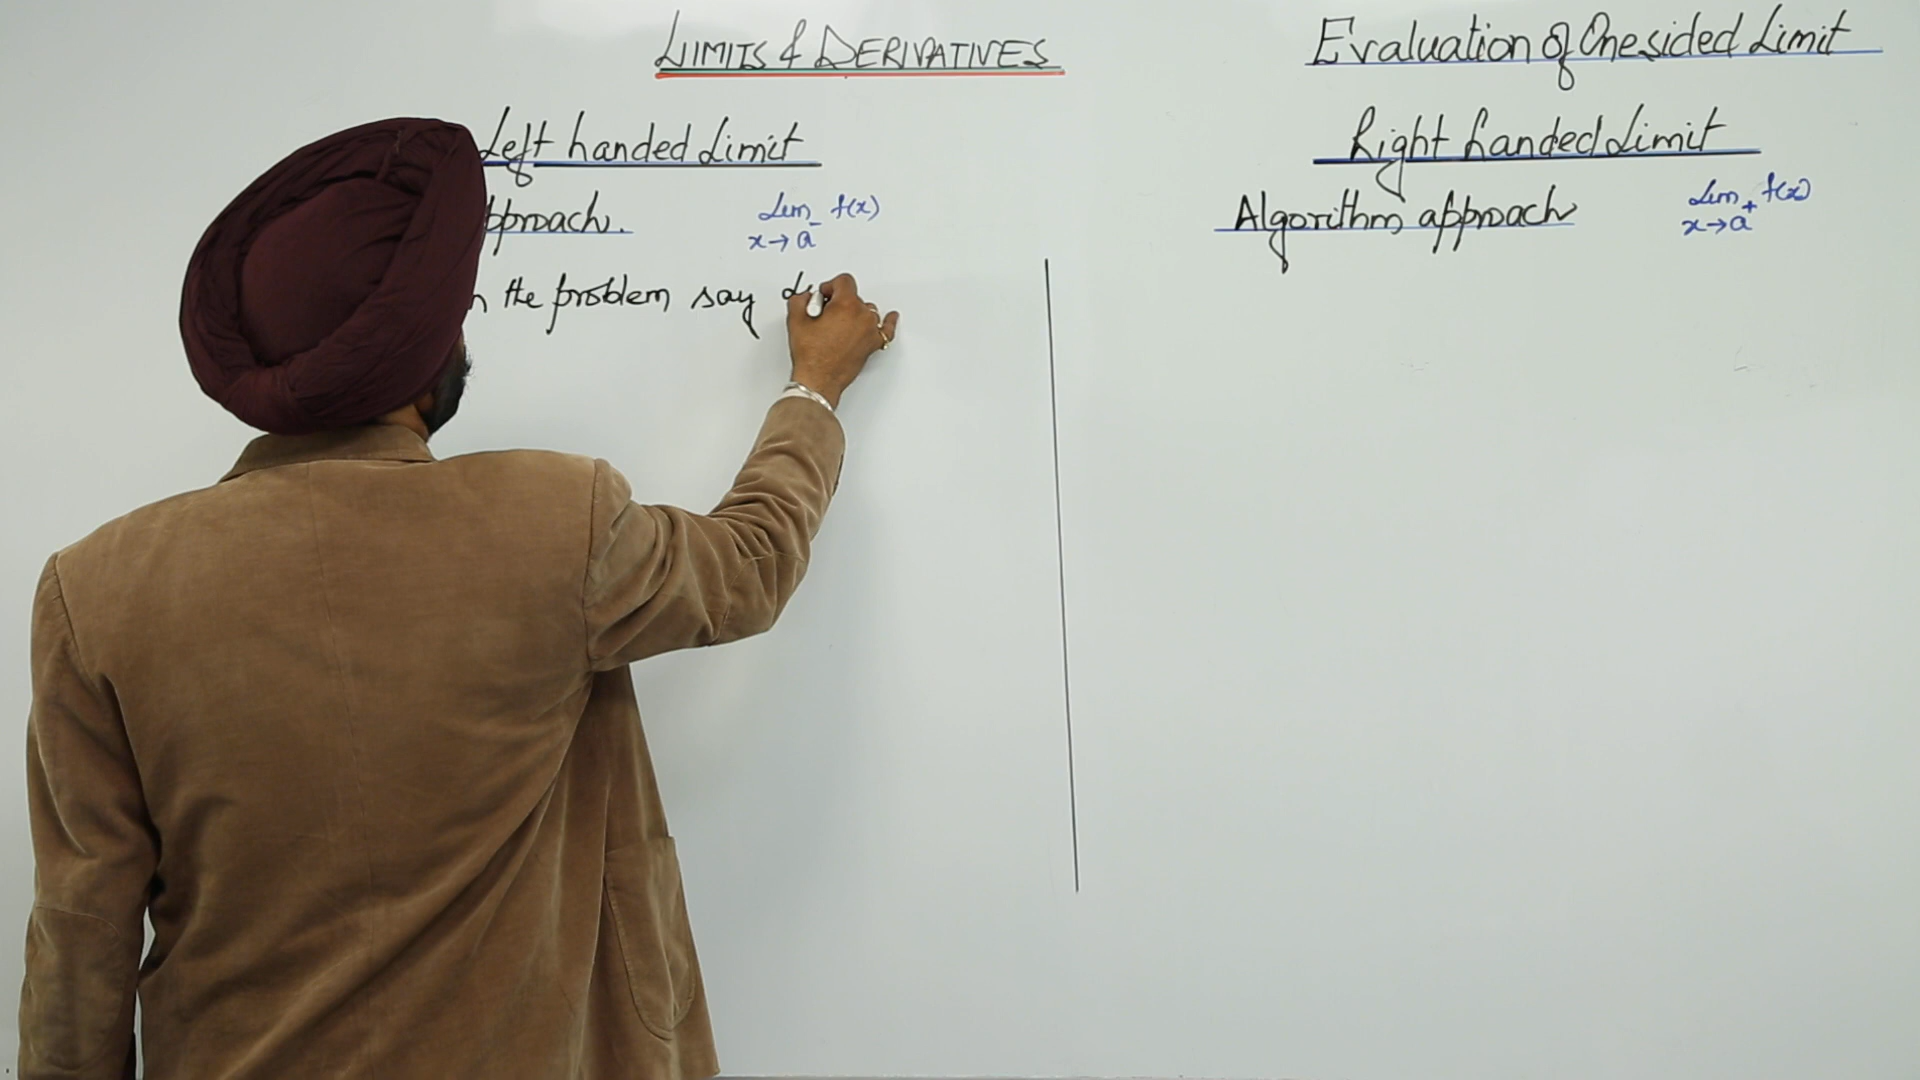 LIMITS & DERIVATIVES
Evaluation of One sided Limit
Left handed Limit
pproach.
Lim f(x)
x→a⁻
the problem say
Right handed Limit
Algorithm approach
Lim f(x)
x→a⁺